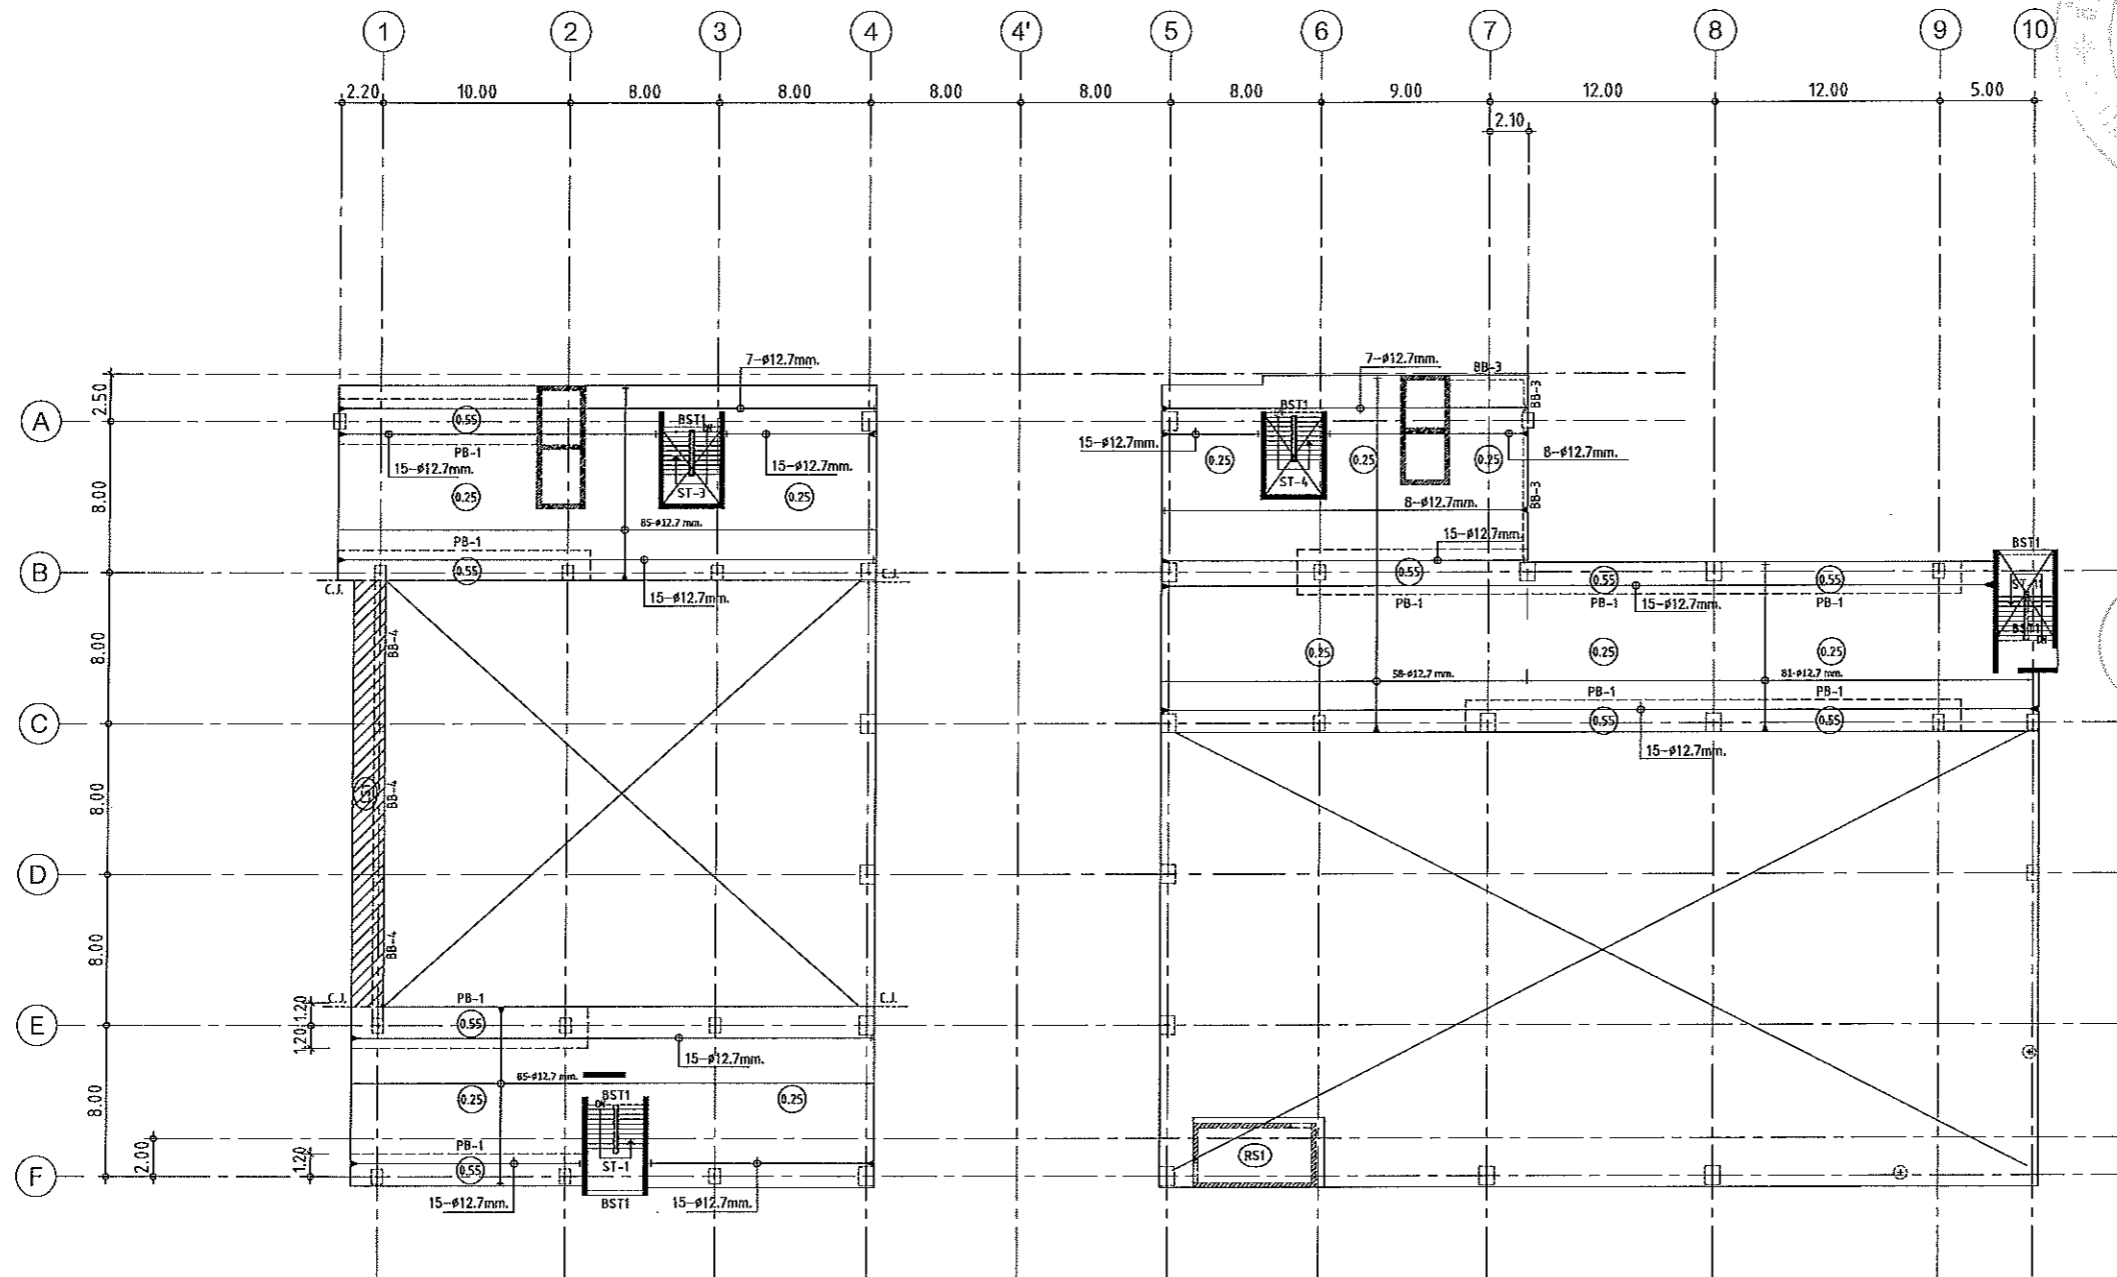 1 2 3 4 4' 5 6 7 8 9 10
2.20 10.00 8.00 8.00 8.00 8.00 8.00 9.00 12.00 12.00 5.00
2.10
7-ø12.7mm. 7-ø12.7mm. BB-3
2.50 BB-3
A 0.55 BST1 DN BST1
PB-1 15-ø12.7mm.
15-ø12.7mm. 15-ø12.7mm. 0.25 0.25 0.25 8-ø12.7mm.
8.00 0.25 ST-3 0.25 ST-4 BB-3
8-ø12.7mm.
85-ø12.7 mm.
PB-1 15-ø12.7mm. BST1
B 0.55 C.J. 0.55 0.55 0.55
C.J. 15-ø12.7mm. PB-1 PB-1 15-ø12.7mm. PB-1
BST1
DN
8.00 BB-4 0.25 0.25 0.25
58-ø12.7 mm. 81-ø12.7 mm.
PB-1 PB-1
C 0.55 0.55
15-ø12.7mm.
8.00 BB-4
D
8.00 BB-4
C.J. PB-1 C.J.
1.20
E 0.55
1.20
15-ø12.7mm.
85-ø12.7 mm.
8.00 0.25 BST1 0.25
DN
2.00 1.20 PB-1
F 0.55 ST-1 RS1
15-ø12.7mm. BST1 15-ø12.7mm.